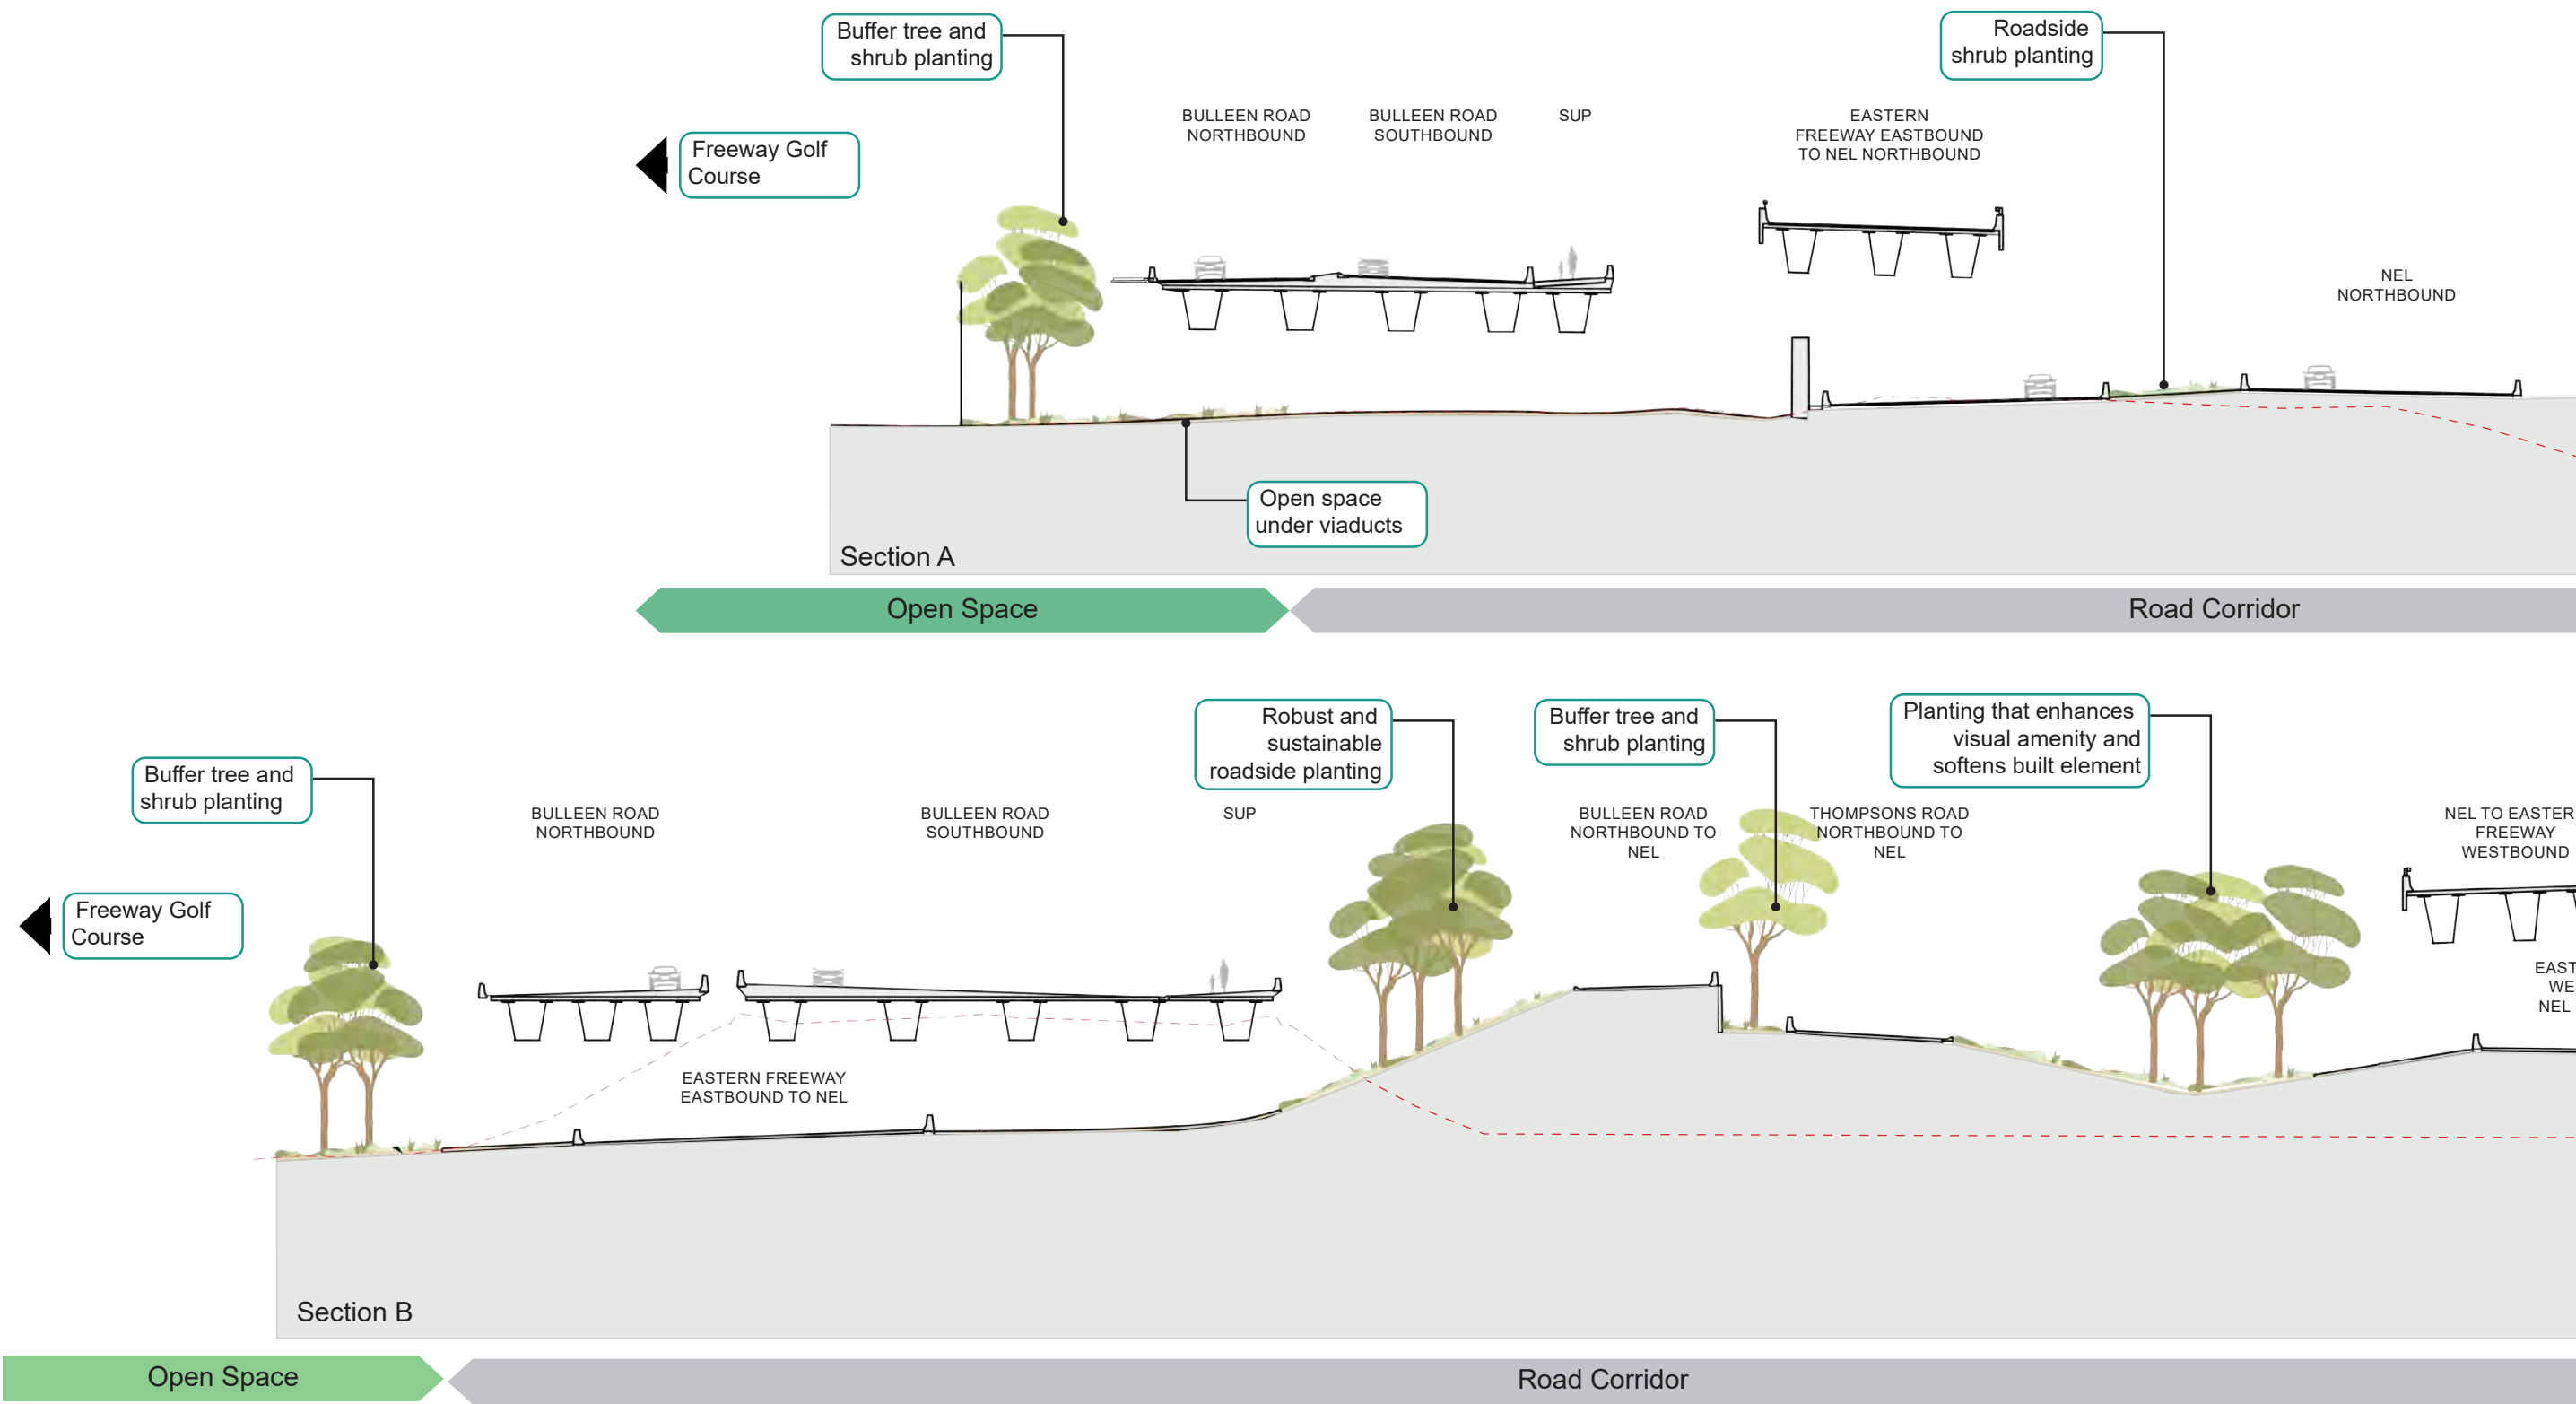 Buffer tree and
shrub planting
Roadside
shrub planting
BULLEEN ROAD
NORTHBOUND
BULLEEN ROAD
SOUTHBOUND
SUP
EASTERN
FREEWAY EASTBOUND
TO NEL NORTHBOUND
Freeway Golf
Course
NEL
NORTHBOUND
Open space
under viaducts
Section A
Open Space
Road Corridor
Robust and
sustainable
roadside planting
Buffer tree and
shrub planting
Planting that enhances
visual amenity and
softens built element
Buffer tree and
shrub planting
BULLEEN ROAD
NORTHBOUND
BULLEEN ROAD
SOUTHBOUND
SUP
BULLEEN ROAD
NORTHBOUND TO
NEL
THOMPSONS ROAD
NORTHBOUND TO
NEL
NEL TO EASTER
FREEWAY
WESTBOUND
Freeway Golf
Course
EAST
WE
NEL
EASTERN FREEWAY
EASTBOUND TO NEL
Section B
Open Space
Road Corridor